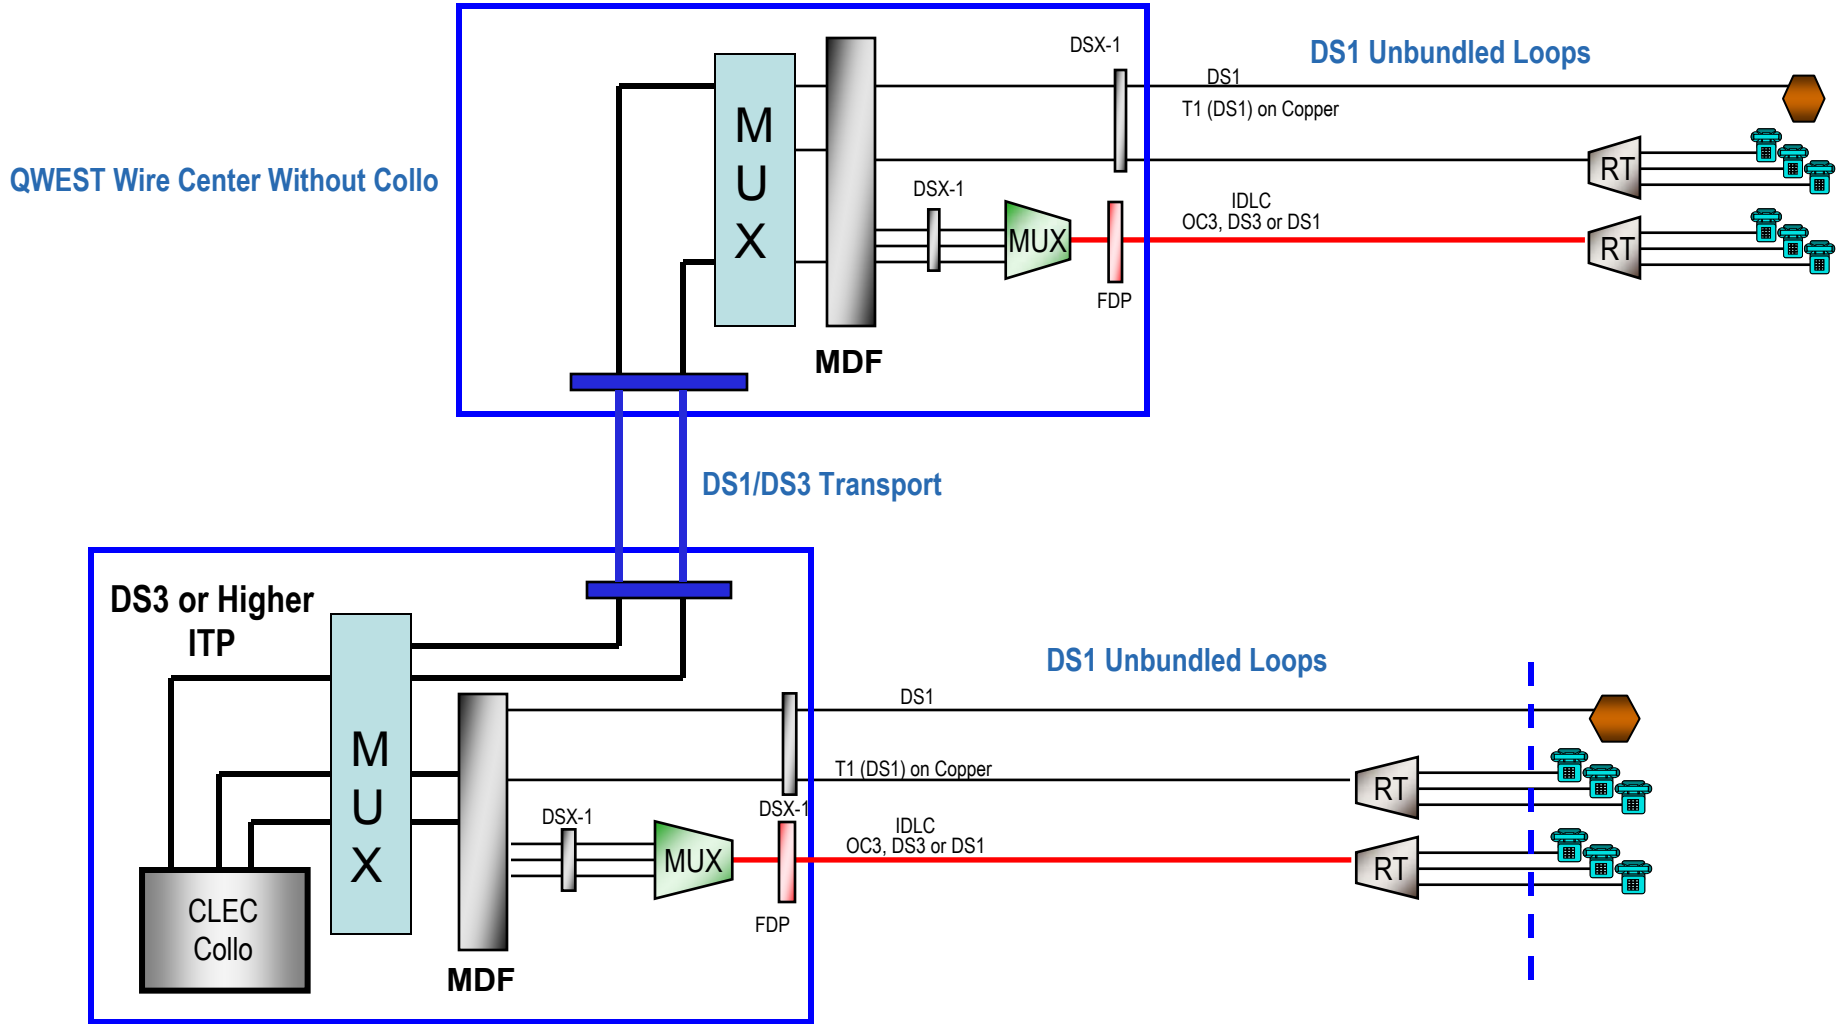 DSX-1
DS1 Unbundled Loops
DS1
T1 (DS1) on Copper
M
U
X
QWEST Wire Center Without Collo
RT
DSX-1
IDLC
OC3, DS3 or DS1
MUX
RT
FDP
MDF
DS1/DS3 Transport
DS3 or Higher
ITP
DS1 Unbundled Loops
DS1
M
U
X
T1 (DS1) on Copper
RT
DSX-1
DSX-1
IDLC
OC3, DS3 or DS1
MUX
RT
CLEC
Collo
FDP
MDF